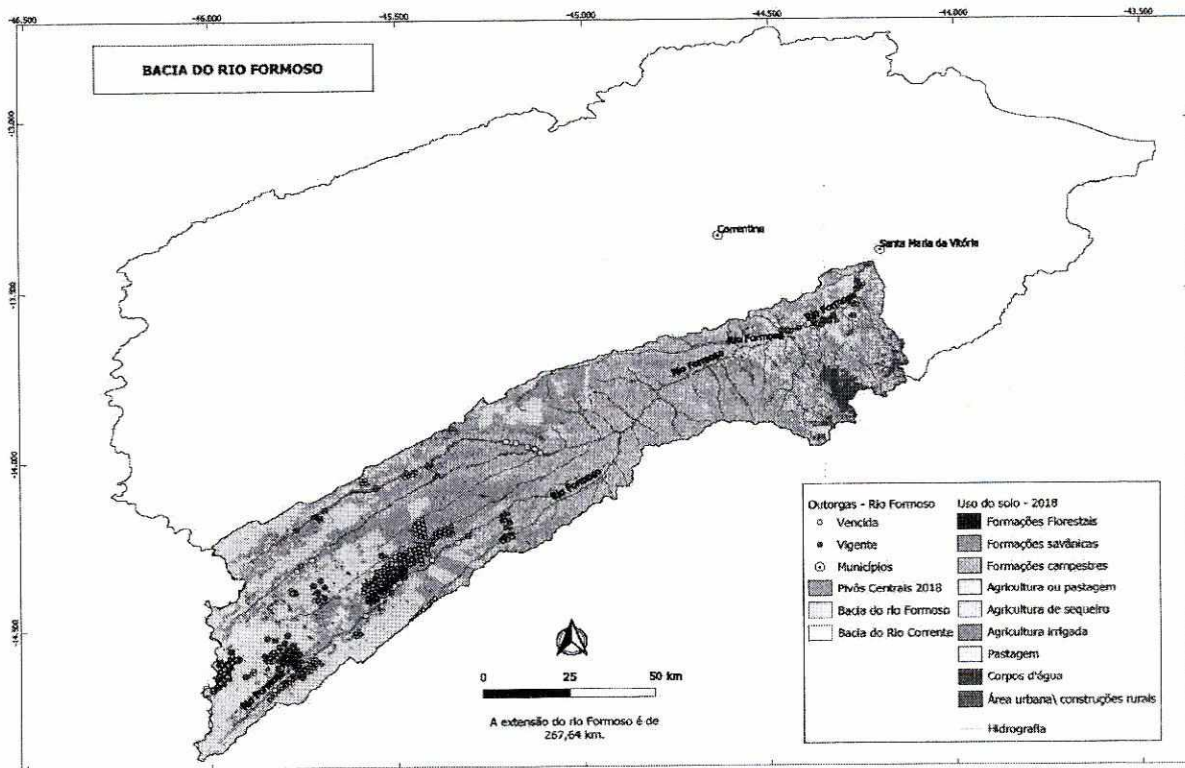 -46.500
-46.000
-45.500
-45.000
-44.500
-44.000
-43.500
BACIA DO RIO FORMOSO
-13.000
-13.500
-14.000
-14.500
Correntina
Santa Maria da Vitória
Rio Formoso
Rio Formoso
Rio Formoso
Rio Formoso
Outorgas - Rio Formoso
Vencida
Vigente
Municípios
Pivôs Centrais 2018
Bacia do rio Formoso
Bacia do Rio Corrente
Uso do solo - 2018
Formações Florestais
Formações savânicas
Formações campestres
Agricultura ou pastagem
Agricultura de sequeiro
Agricultura irrigada
Pastagem
Corpos d'água
Área urbana\ construções rurais
Hidrografia
0 25 50 km
A extensão do rio Formoso é de
267,64 km.